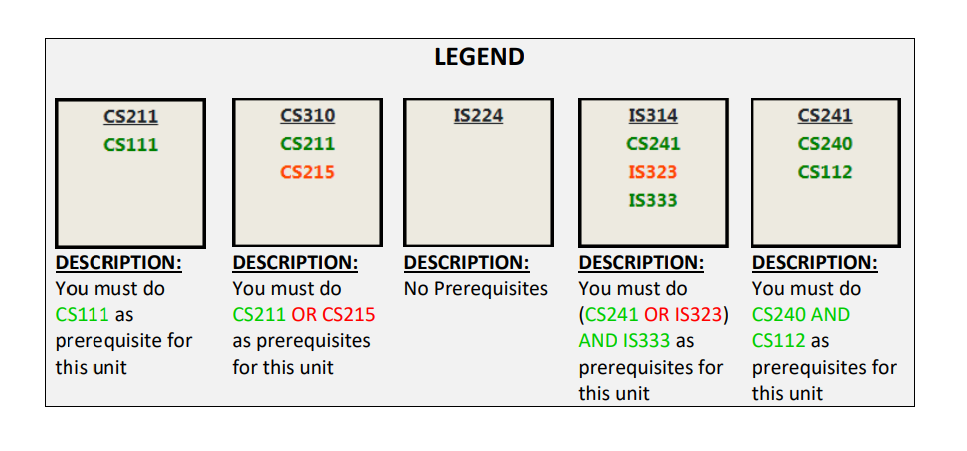 LEGEND
CS211
CS111
CS310
CS211
CS215
IS224
IS314
CS241
IS323
IS333
CS241
CS240
CS112
DESCRIPTION:
You must do
CS111 as
prerequisite for
this unit
DESCRIPTION:
You must do
CS211 OR CS215
as prerequisites
for this unit
DESCRIPTION:
No Prerequisites
DESCRIPTION:
You must do
(CS241 OR IS323)
AND IS333 as
prerequisites for
this unit
DESCRIPTION:
You must do
CS240 AND
CS112 as
prerequisites for
this unit